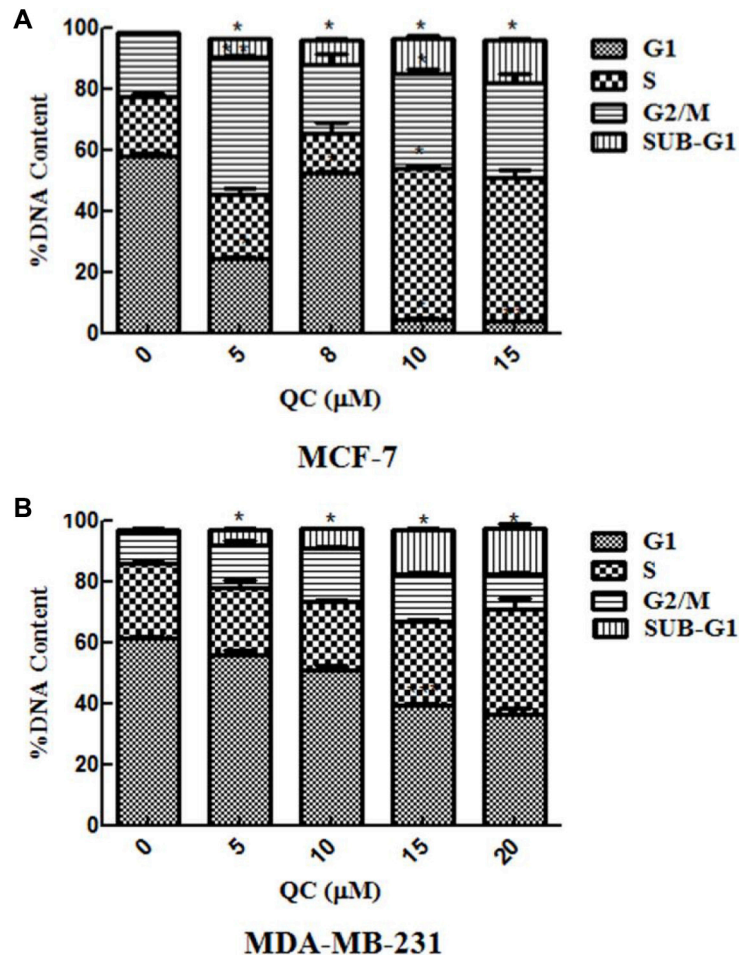 A
%DNA Content
100
80
60
40
20
0
* * * *
* * *
*
*
* *
0 5 8 10 15
QC (μM)
MCF-7
G1
S
G2/M
SUB-G1
B
%DNA Content
100
80
60
40
20
0
* * * *
0 5 10 15 20
QC (μM)
MDA-MB-231
G1
S
G2/M
SUB-G1